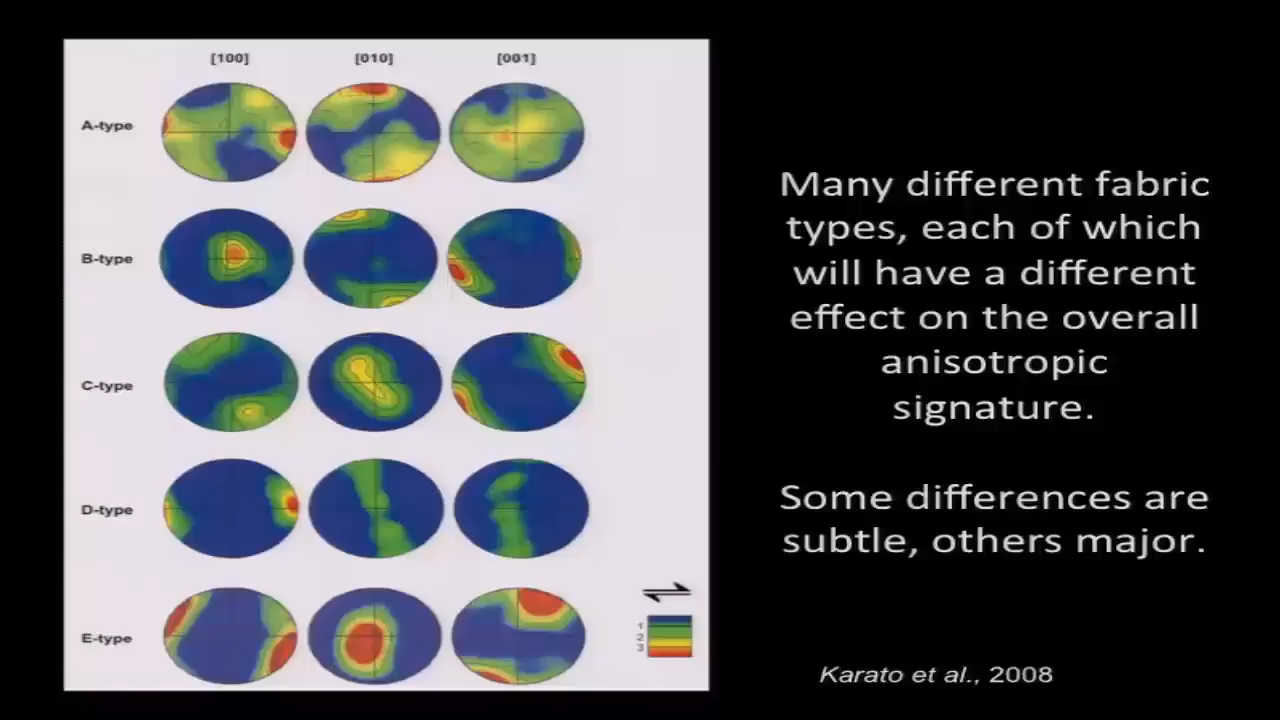 [100] [010] [001]
A-type
B-type
C-type
D-type
E-type
1
2
3
Many different fabric
types, each of which
will have a different
effect on the overall
anisotropic
signature.
Some differences are
subtle, others major.
Karato et al., 2008